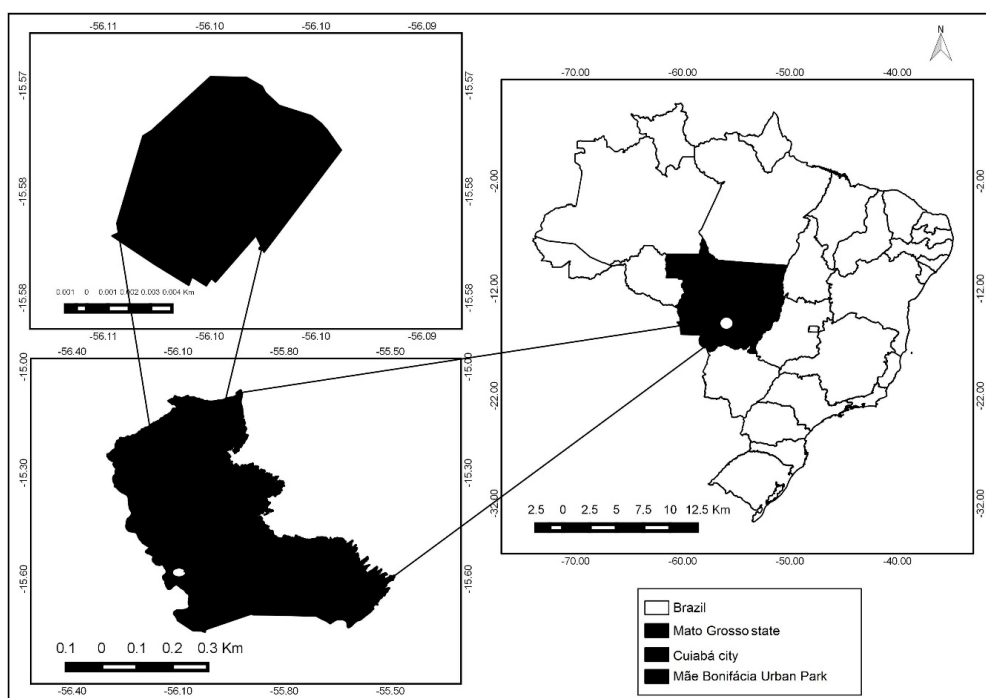 -56.11 -56.10 -56.09
-15.57
-15.57
-15.58
-15.58
-15.58
-15.58
0.001 0 0.001 0.002 0.003 0.004 Km
-56.11 -56.10 -56.09
-56.40 -56.10 -55.80 -55.50
-15.00
-15.00
-15.30
-15.30
-15.60
-15.60
0.1 0 0.1 0.2 0.3 Km
-56.40 -56.10 -55.80 -55.50
N
-70.00 -60.00 -50.00 -40.00
-2.00
-2.00
-12.00
-12.00
-22.00
-22.00
-32.00
-32.00
2.5 0 2.5 5 7.5 10 12.5 Km
-70.00 -60.00 -50.00 -40.00
Brazil
Mato Grosso state
Cuiabá city
Mãe Bonifácia Urban Park